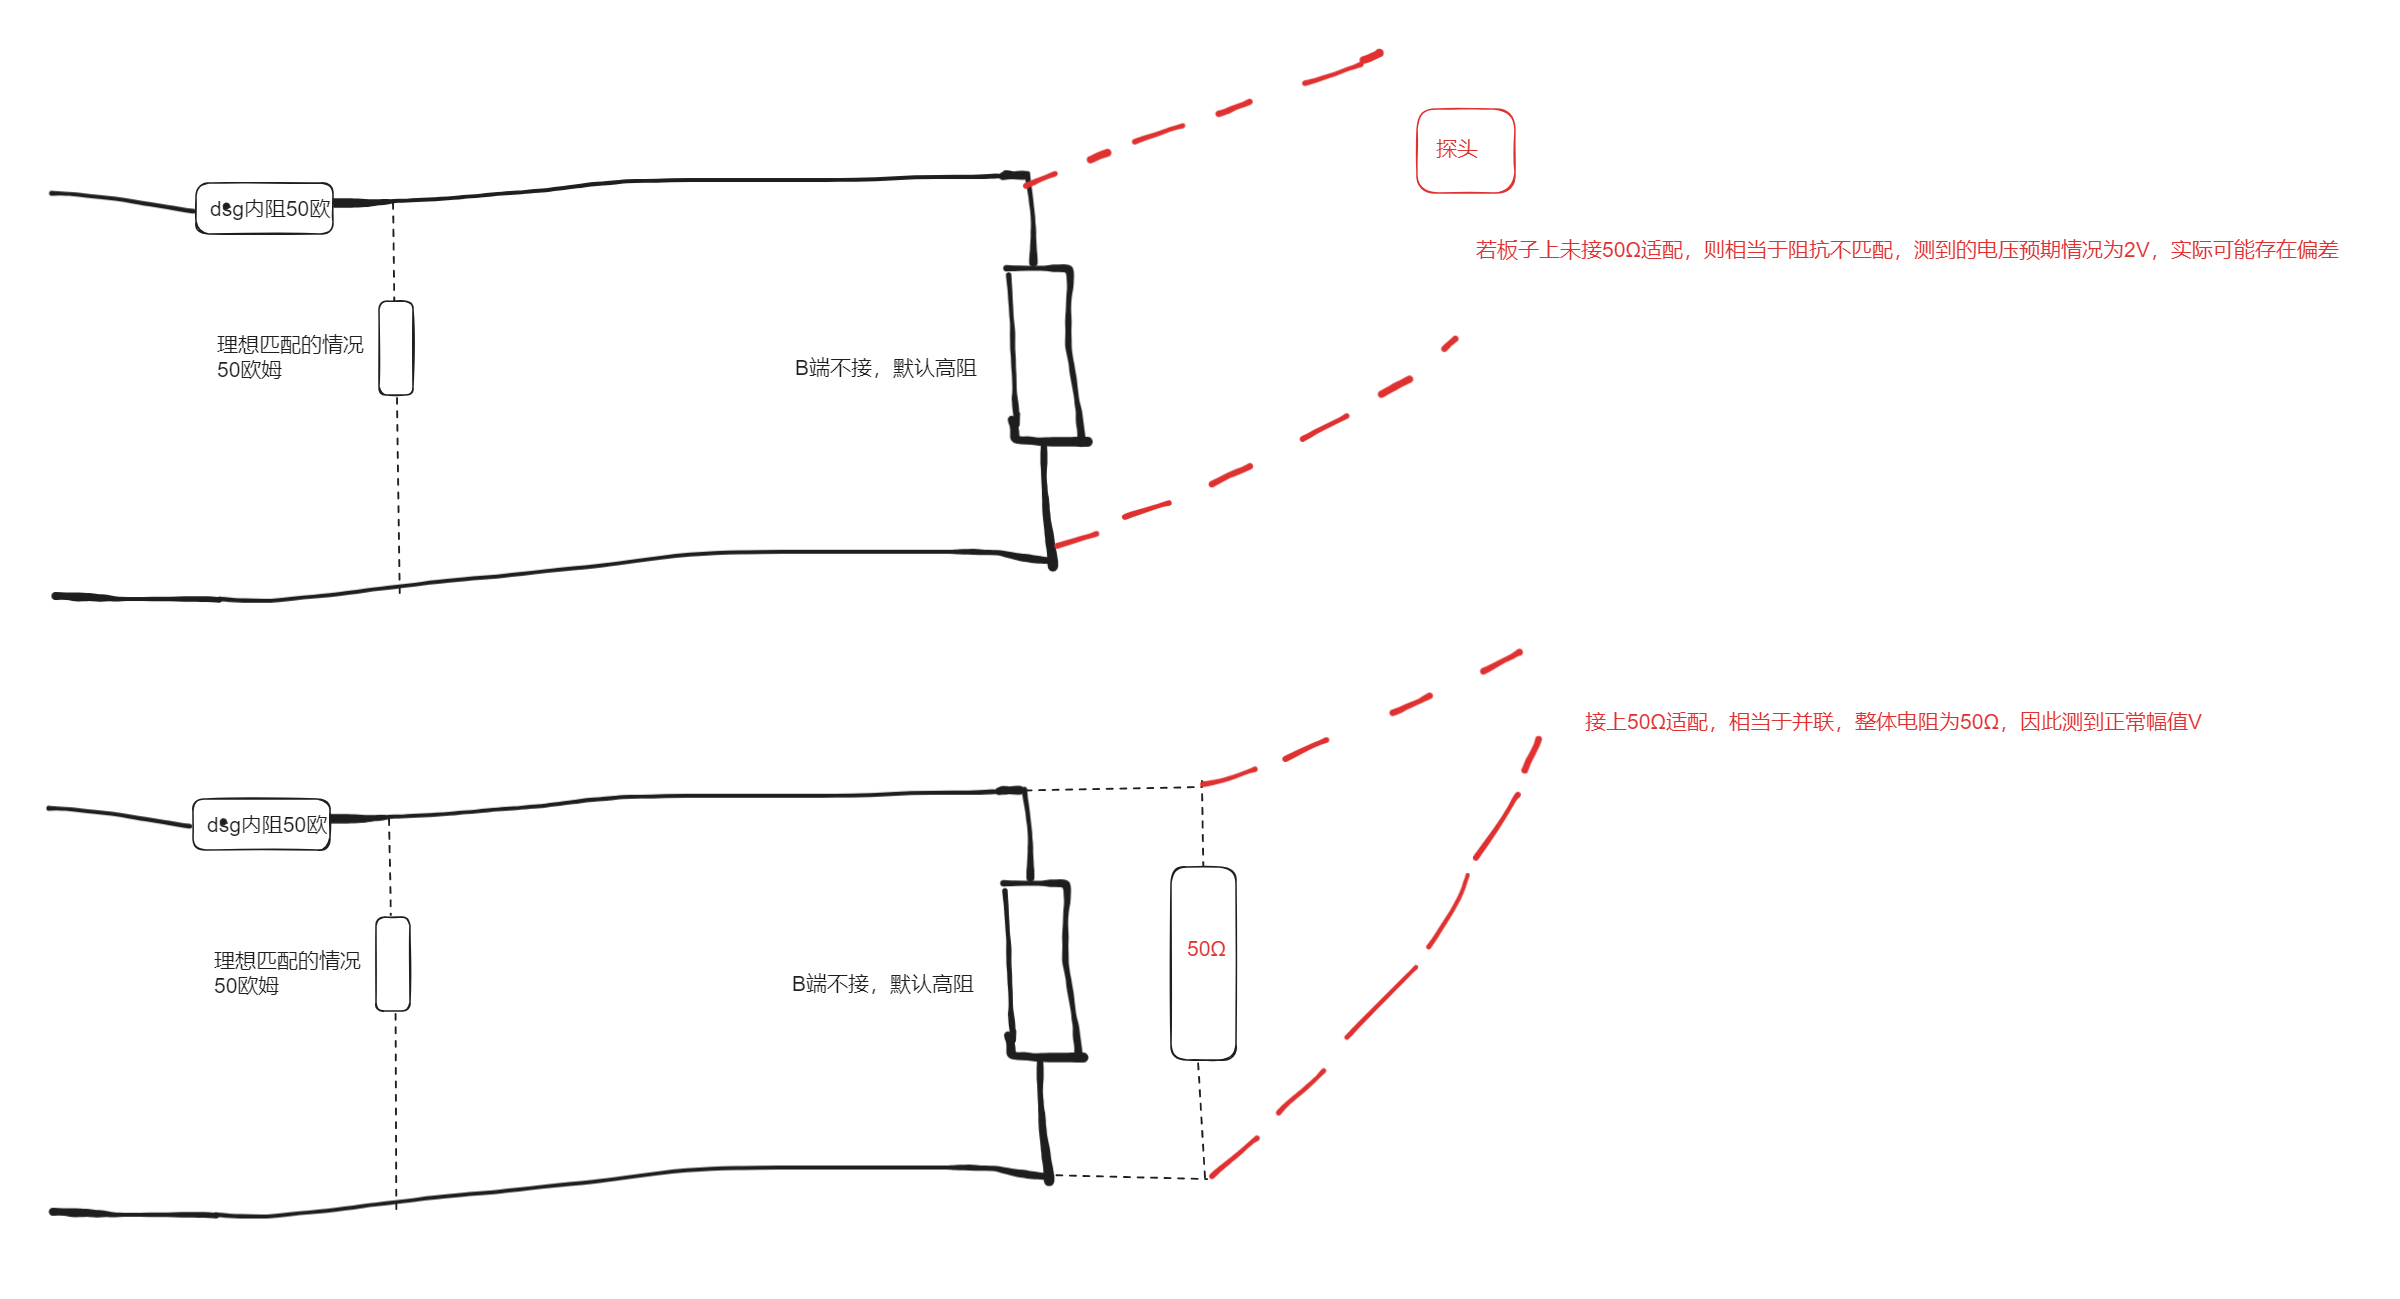 探头
dsg内阻50欧
若板子上未接50Ω适配，则相当于阻抗不匹配，测到的电压预期情况为2V，实际可能存在偏差
理想匹配的情况
50欧姆
B端不接，默认高阻
接上50Ω适配，相当于并联，整体电阻为50Ω，因此测到正常幅值V
dsg内阻50欧
50Ω
理想匹配的情况
50欧姆
B端不接，默认高阻